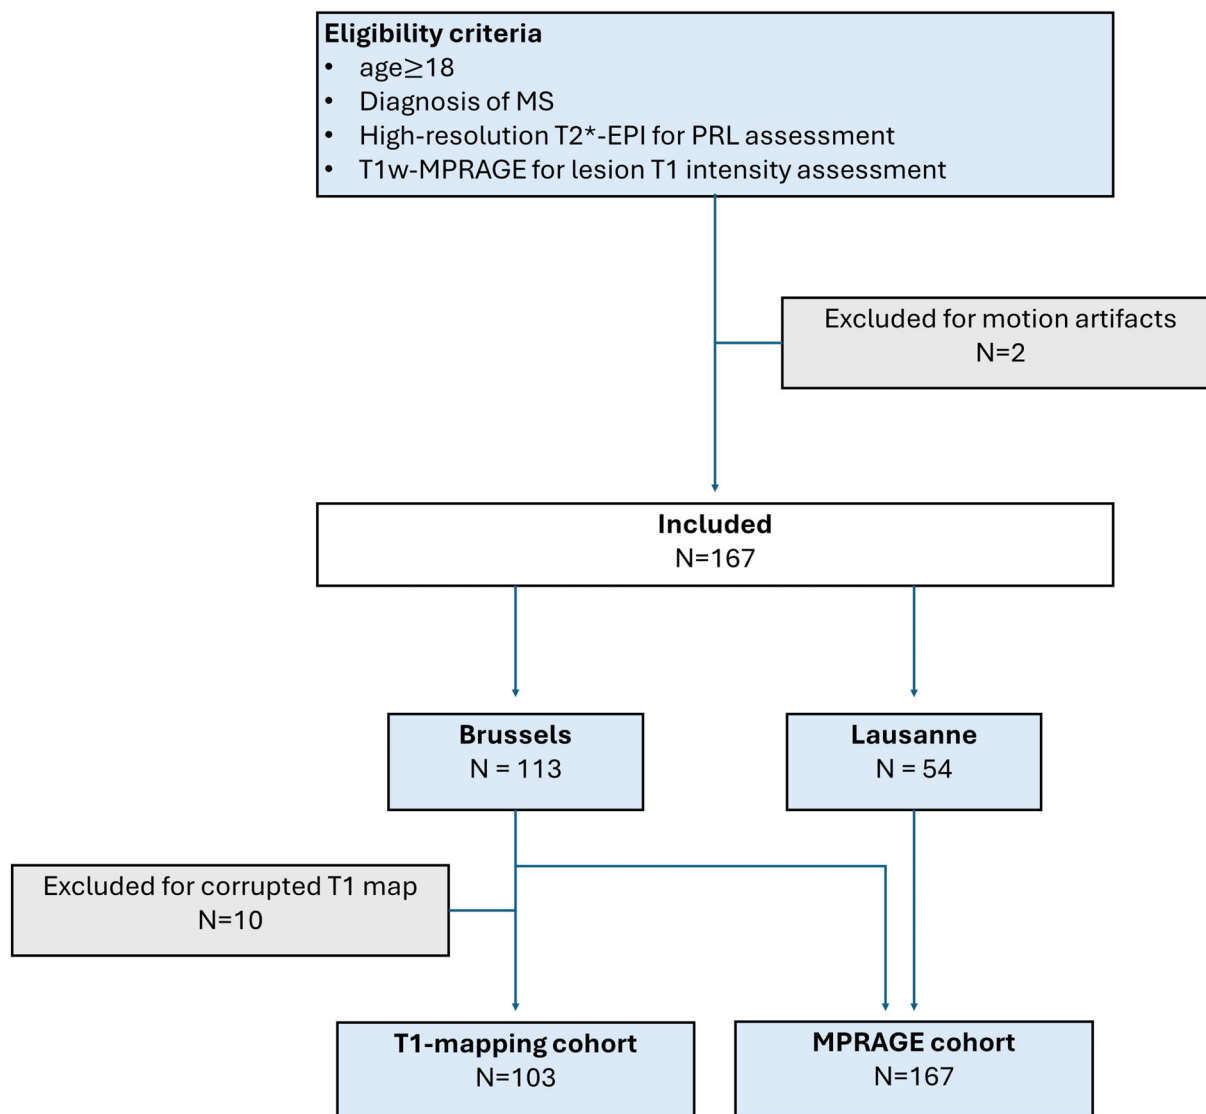 Eligibility criteria
• age≥18
• Diagnosis of MS
• High-resolution T2*-EPI for PRL assessment
• T1w-MPRAGE for lesion T1 intensity assessment
Excluded for motion artifacts
N=2
Included
N=167
Brussels
N = 113
Lausanne
N = 54
Excluded for corrupted T1 map
N=10
T1-mapping cohort
N=103
MPRAGE cohort
N=167